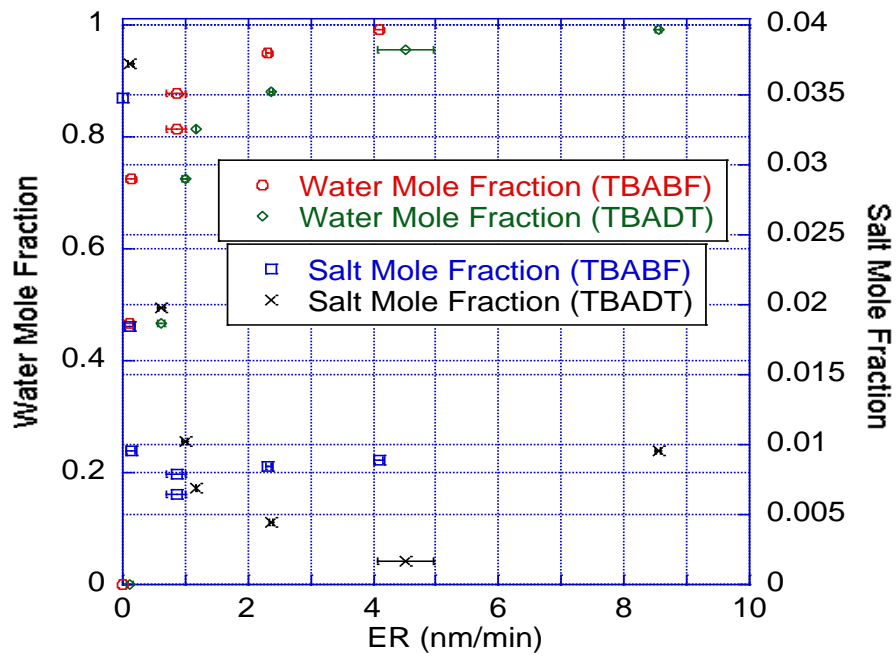 1
0.8
0.6
0.4
0.2
0
Water Mole Fraction
0.04
0.035
0.03
0.025
0.02
0.015
0.01
0.005
0
Salt Mole Fraction
Water Mole Fraction (TBABF)
Water Mole Fraction (TBADT)
Salt Mole Fraction (TBABF)
Salt Mole Fraction (TBADT)
0 2 4 6 8 10
ER (nm/min)